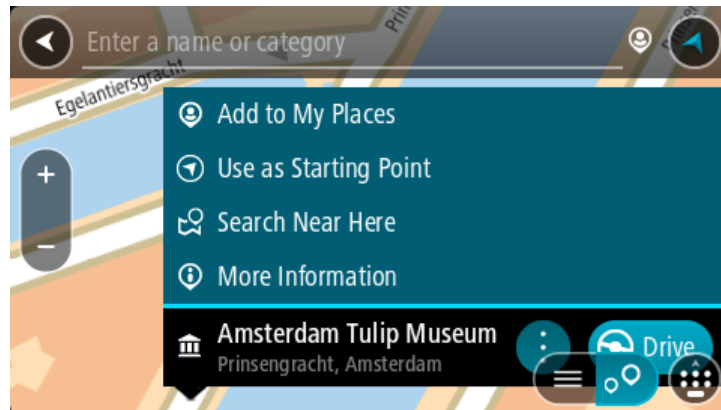 Enter a name or category
Prin
Egelantiersgracht
Add to My Places
Use as Starting Point
Search Near Here
More Information
Amsterdam Tulip Museum
Drive
Prinsengracht, Amsterdam